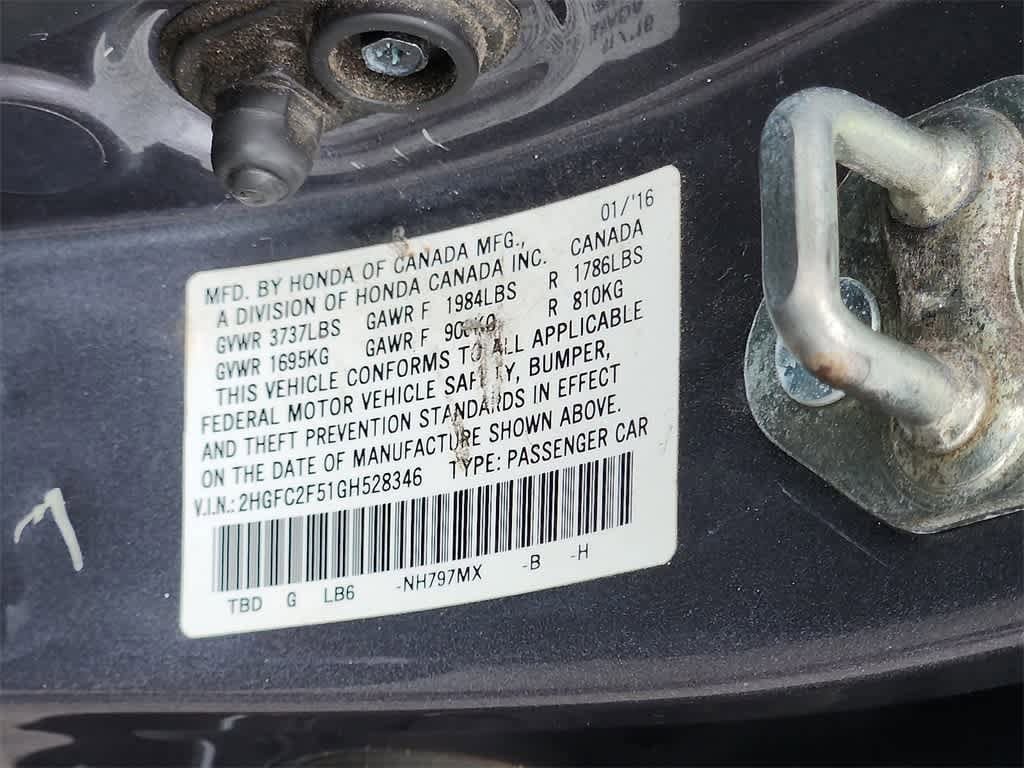 01/'16
MFD. BY HONDA OF CANADA MFG.,
A DIVISION OF HONDA CANADA INC. CANADA
GVWR 3737LBS GAWR F 1984LBS R 1786LBS
GVWR 1695KG GAWR F R 810KG
THIS VEHICLE CONFORMS TO ALL APPLICABLE
FEDERAL MOTOR VEHICLE SAFETY, BUMPER,
AND THEFT PREVENTION STANDARDS IN EFFECT
ON THE DATE OF MANUFACTURE SHOWN ABOVE.
V.I.N.: 2HGFC2F51GH528346 TYPE: PASSENGER CAR
TBD G LB6 -NH797MX -B -H